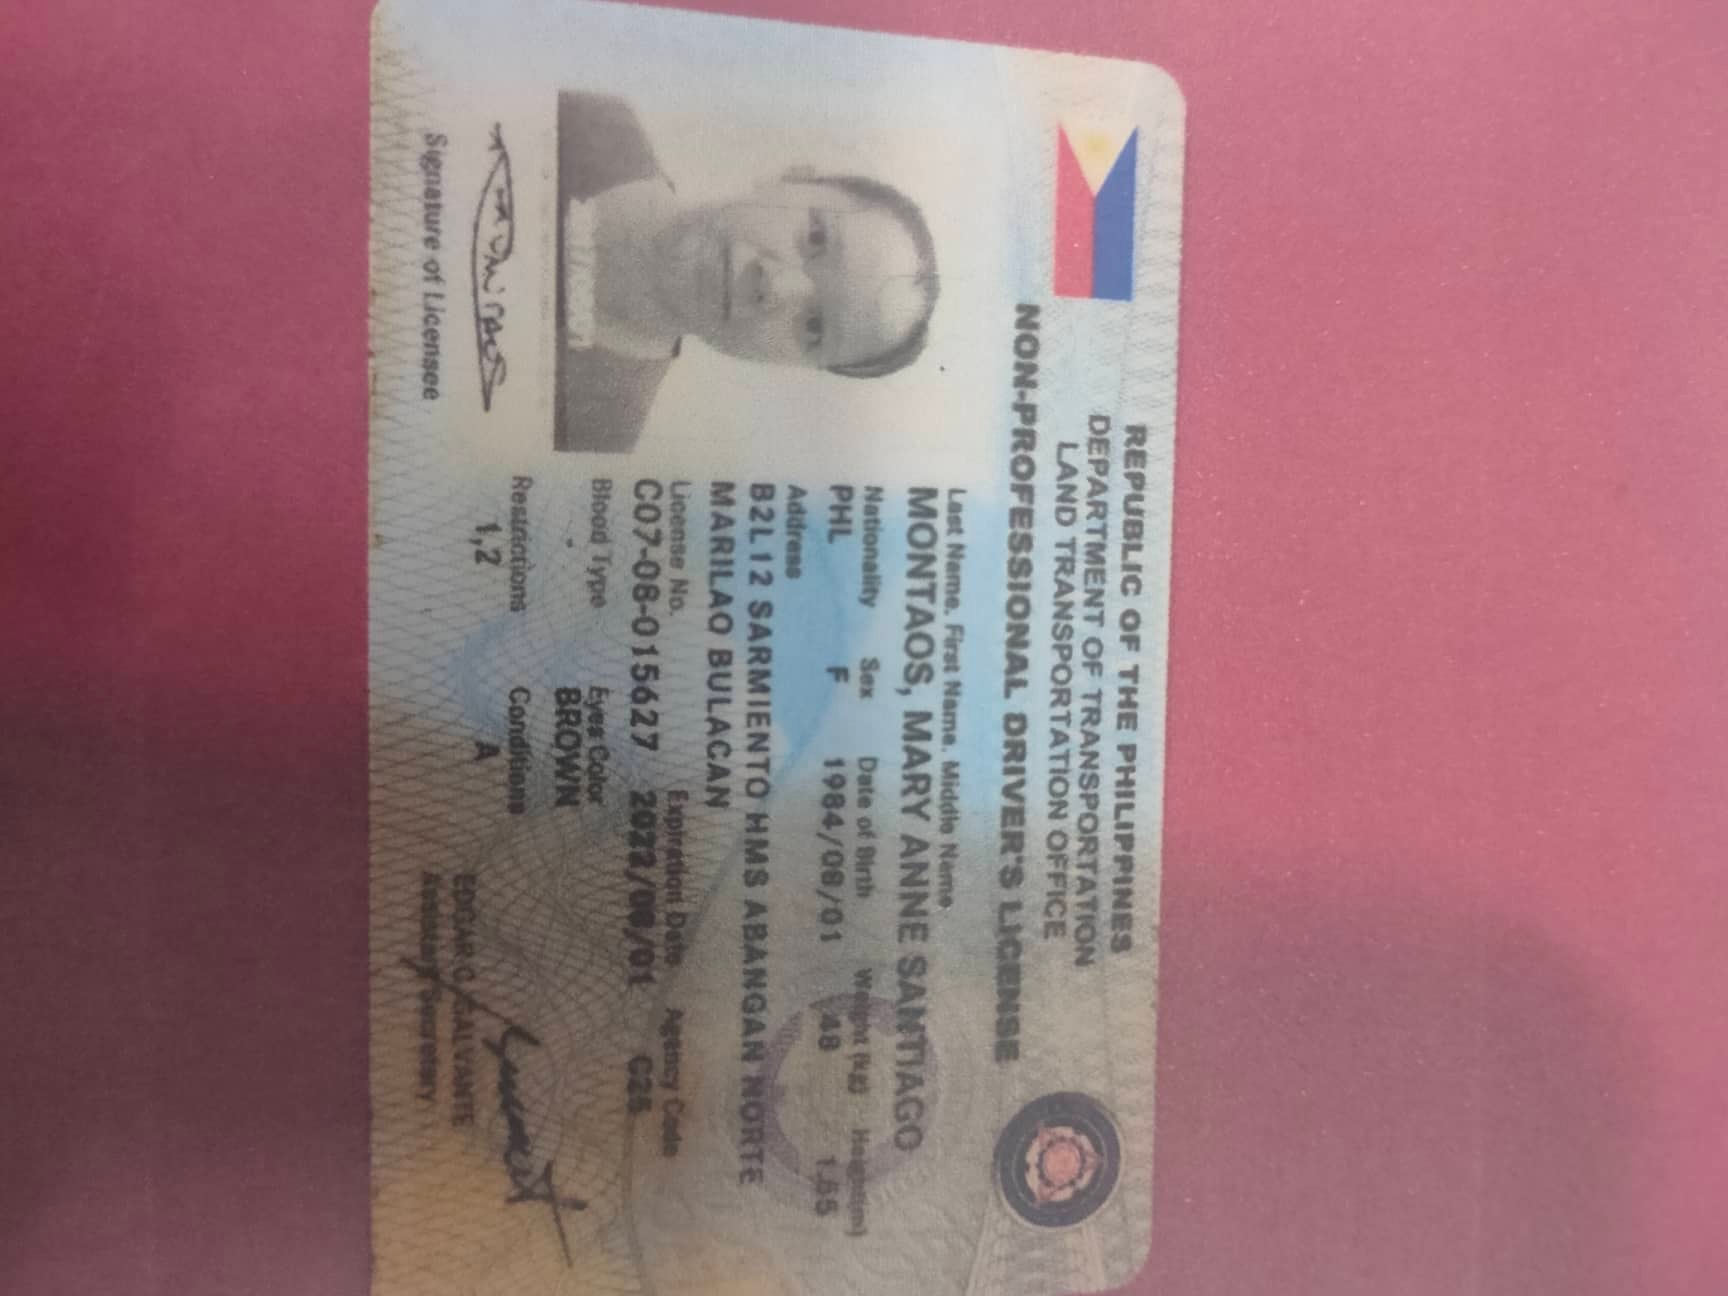 REPUBLIC OF THE PHILIPPINES
DEPARTMENT OF TRANSPORTATION
LAND TRANSPORTATION OFFICE
NON-PROFESSIONAL DRIVER'S LICENSE
Last Name, First Name, Middle Name
MONTAOS, MARY ANNE SANTIAGO
Nationality Sex Date of Birth Weight (kg) Height(m)
PHL F 1984/08/01 48 1.55
Address
B2L12 SARMIENTO HMS ABANGAN NORTE
MARILAO BULACAN
License No. Expiration Date Agency Code
C07-08-015627 2022/08/01
Blood Type Eyes Color
BROWN
Restrictions Conditions
1,2 A
EDGAR C. GALVANTE
Assistant Secretary
Signature of Licensee